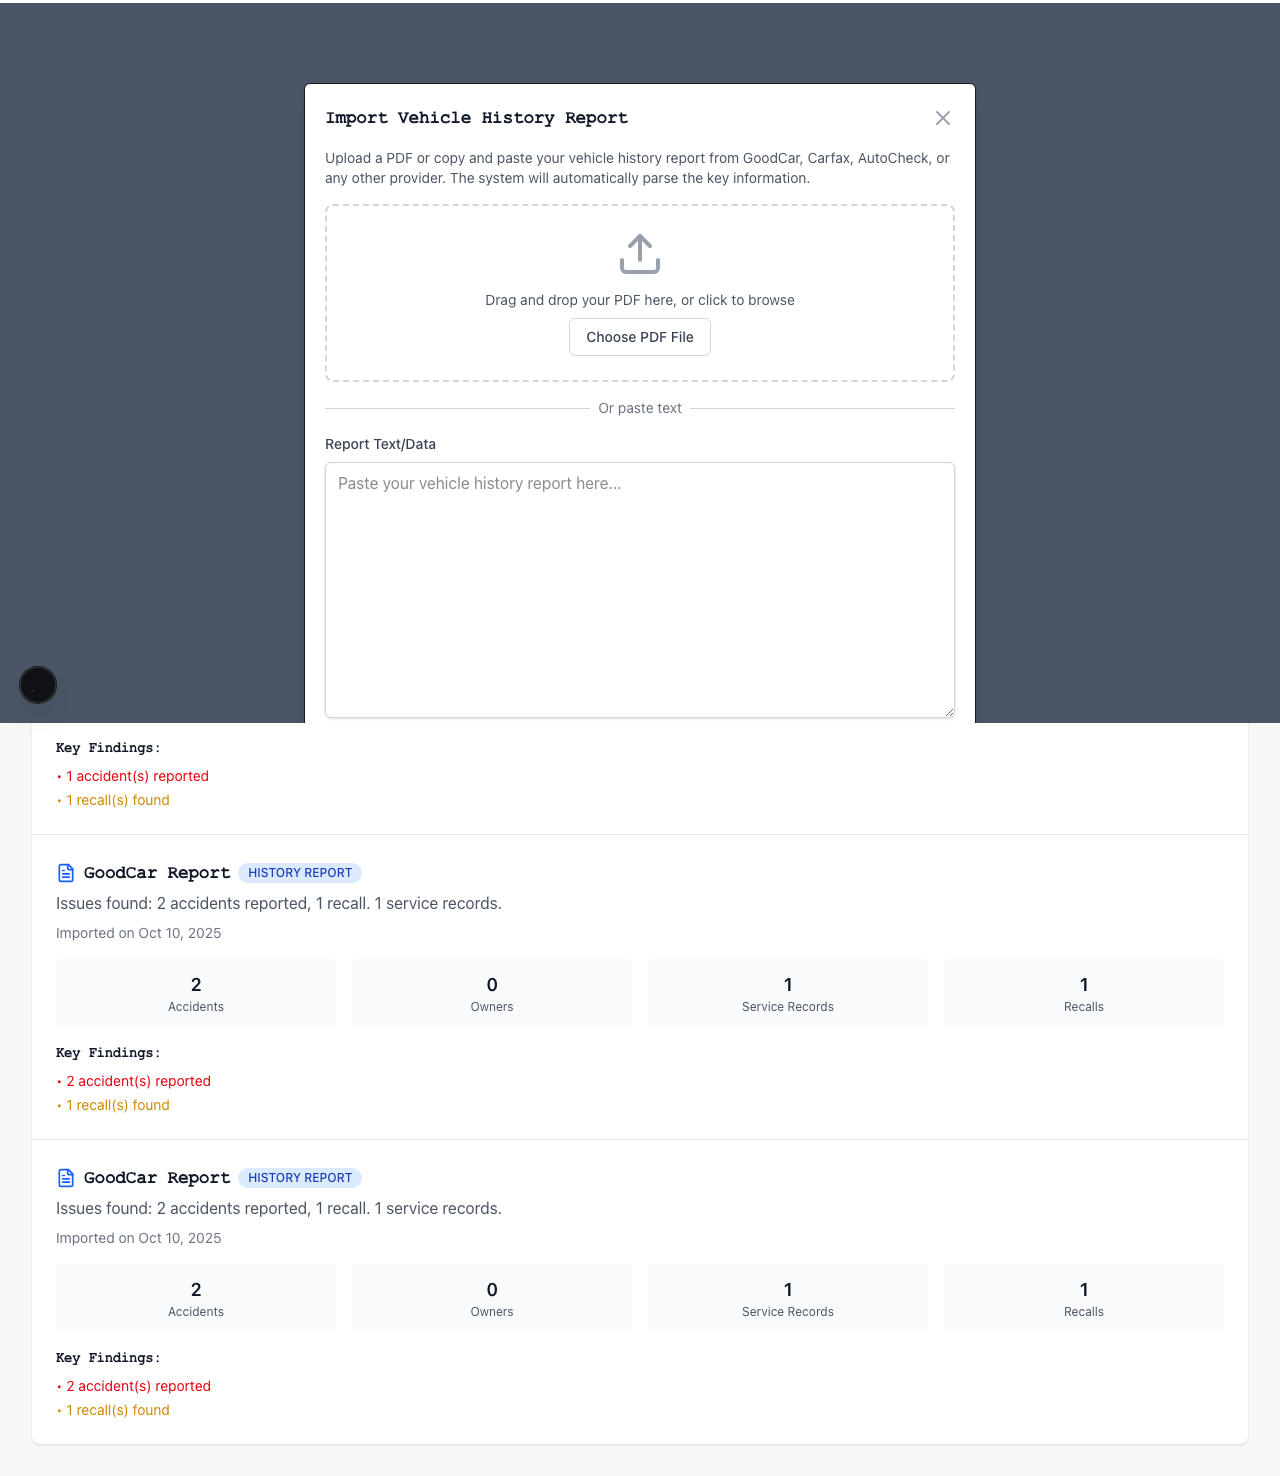 Import Vehicle History Report
Upload a PDF or copy and paste your vehicle history report from GoodCar, Carfax, AutoCheck, or
any other provider. The system will automatically parse the key information.
Drag and drop your PDF here, or click to browse
Choose PDF File
Or paste text
Report Text/Data
Paste your vehicle history report here...
Key Findings:
• 1 accident(s) reported
• 1 recall(s) found
GoodCar Report HISTORY REPORT
Issues found: 2 accidents reported, 1 recall. 1 service records.
Imported on Oct 10, 2025
2 0 1 1
Accidents Owners Service Records Recalls
Key Findings:
• 2 accident(s) reported
• 1 recall(s) found
GoodCar Report HISTORY REPORT
Issues found: 2 accidents reported, 1 recall. 1 service records.
Imported on Oct 10, 2025
2 0 1 1
Accidents Owners Service Records Recalls
Key Findings:
• 2 accident(s) reported
• 1 recall(s) found